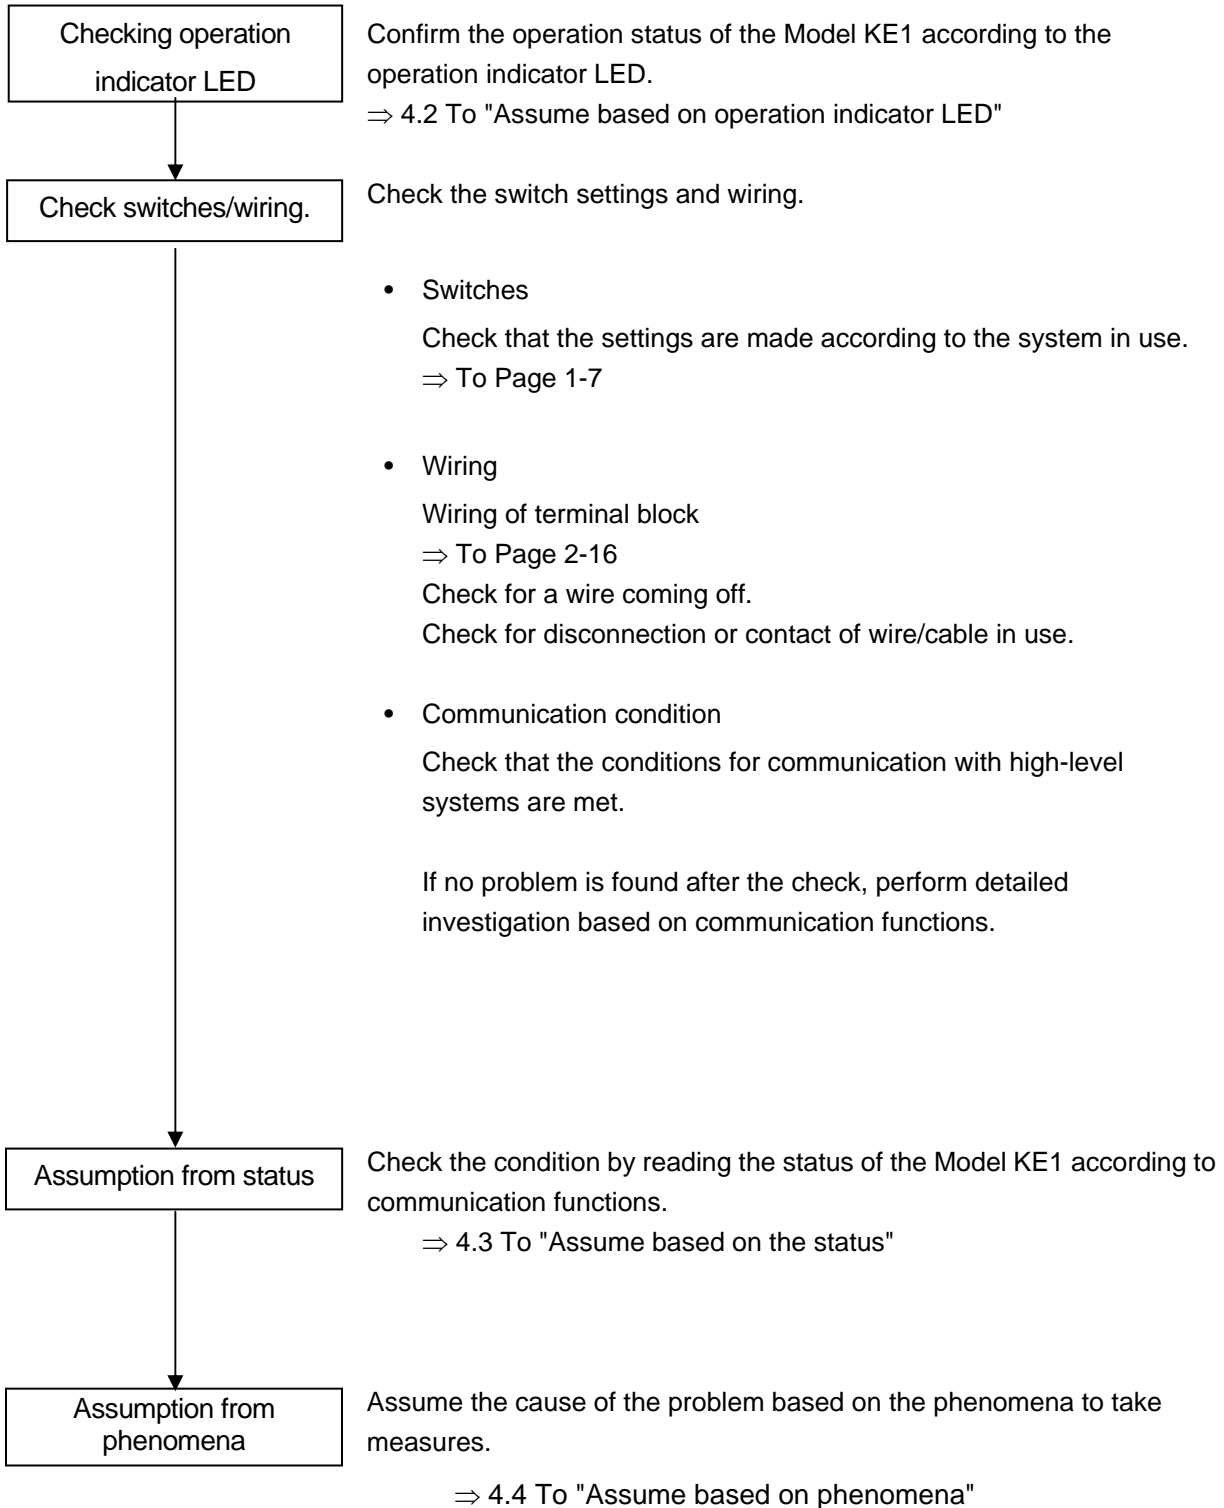 Checking operation
indicator LED
Confirm the operation status of the Model KE1 according to the
operation indicator LED.
⇒ 4.2 To "Assume based on operation indicator LED"
Check switches/wiring.
Check the switch settings and wiring.
• Switches
Check that the settings are made according to the system in use.
⇒ To Page 1-7
• Wiring
Wiring of terminal block
⇒ To Page 2-16
Check for a wire coming off.
Check for disconnection or contact of wire/cable in use.
• Communication condition
Check that the conditions for communication with high-level
systems are met.
If no problem is found after the check, perform detailed
investigation based on communication functions.
Assumption from status
Check the condition by reading the status of the Model KE1 according to
communication functions.
⇒ 4.3 To "Assume based on the status"
Assumption from
phenomena
Assume the cause of the problem based on the phenomena to take
measures.
⇒ 4.4 To "Assume based on phenomena"